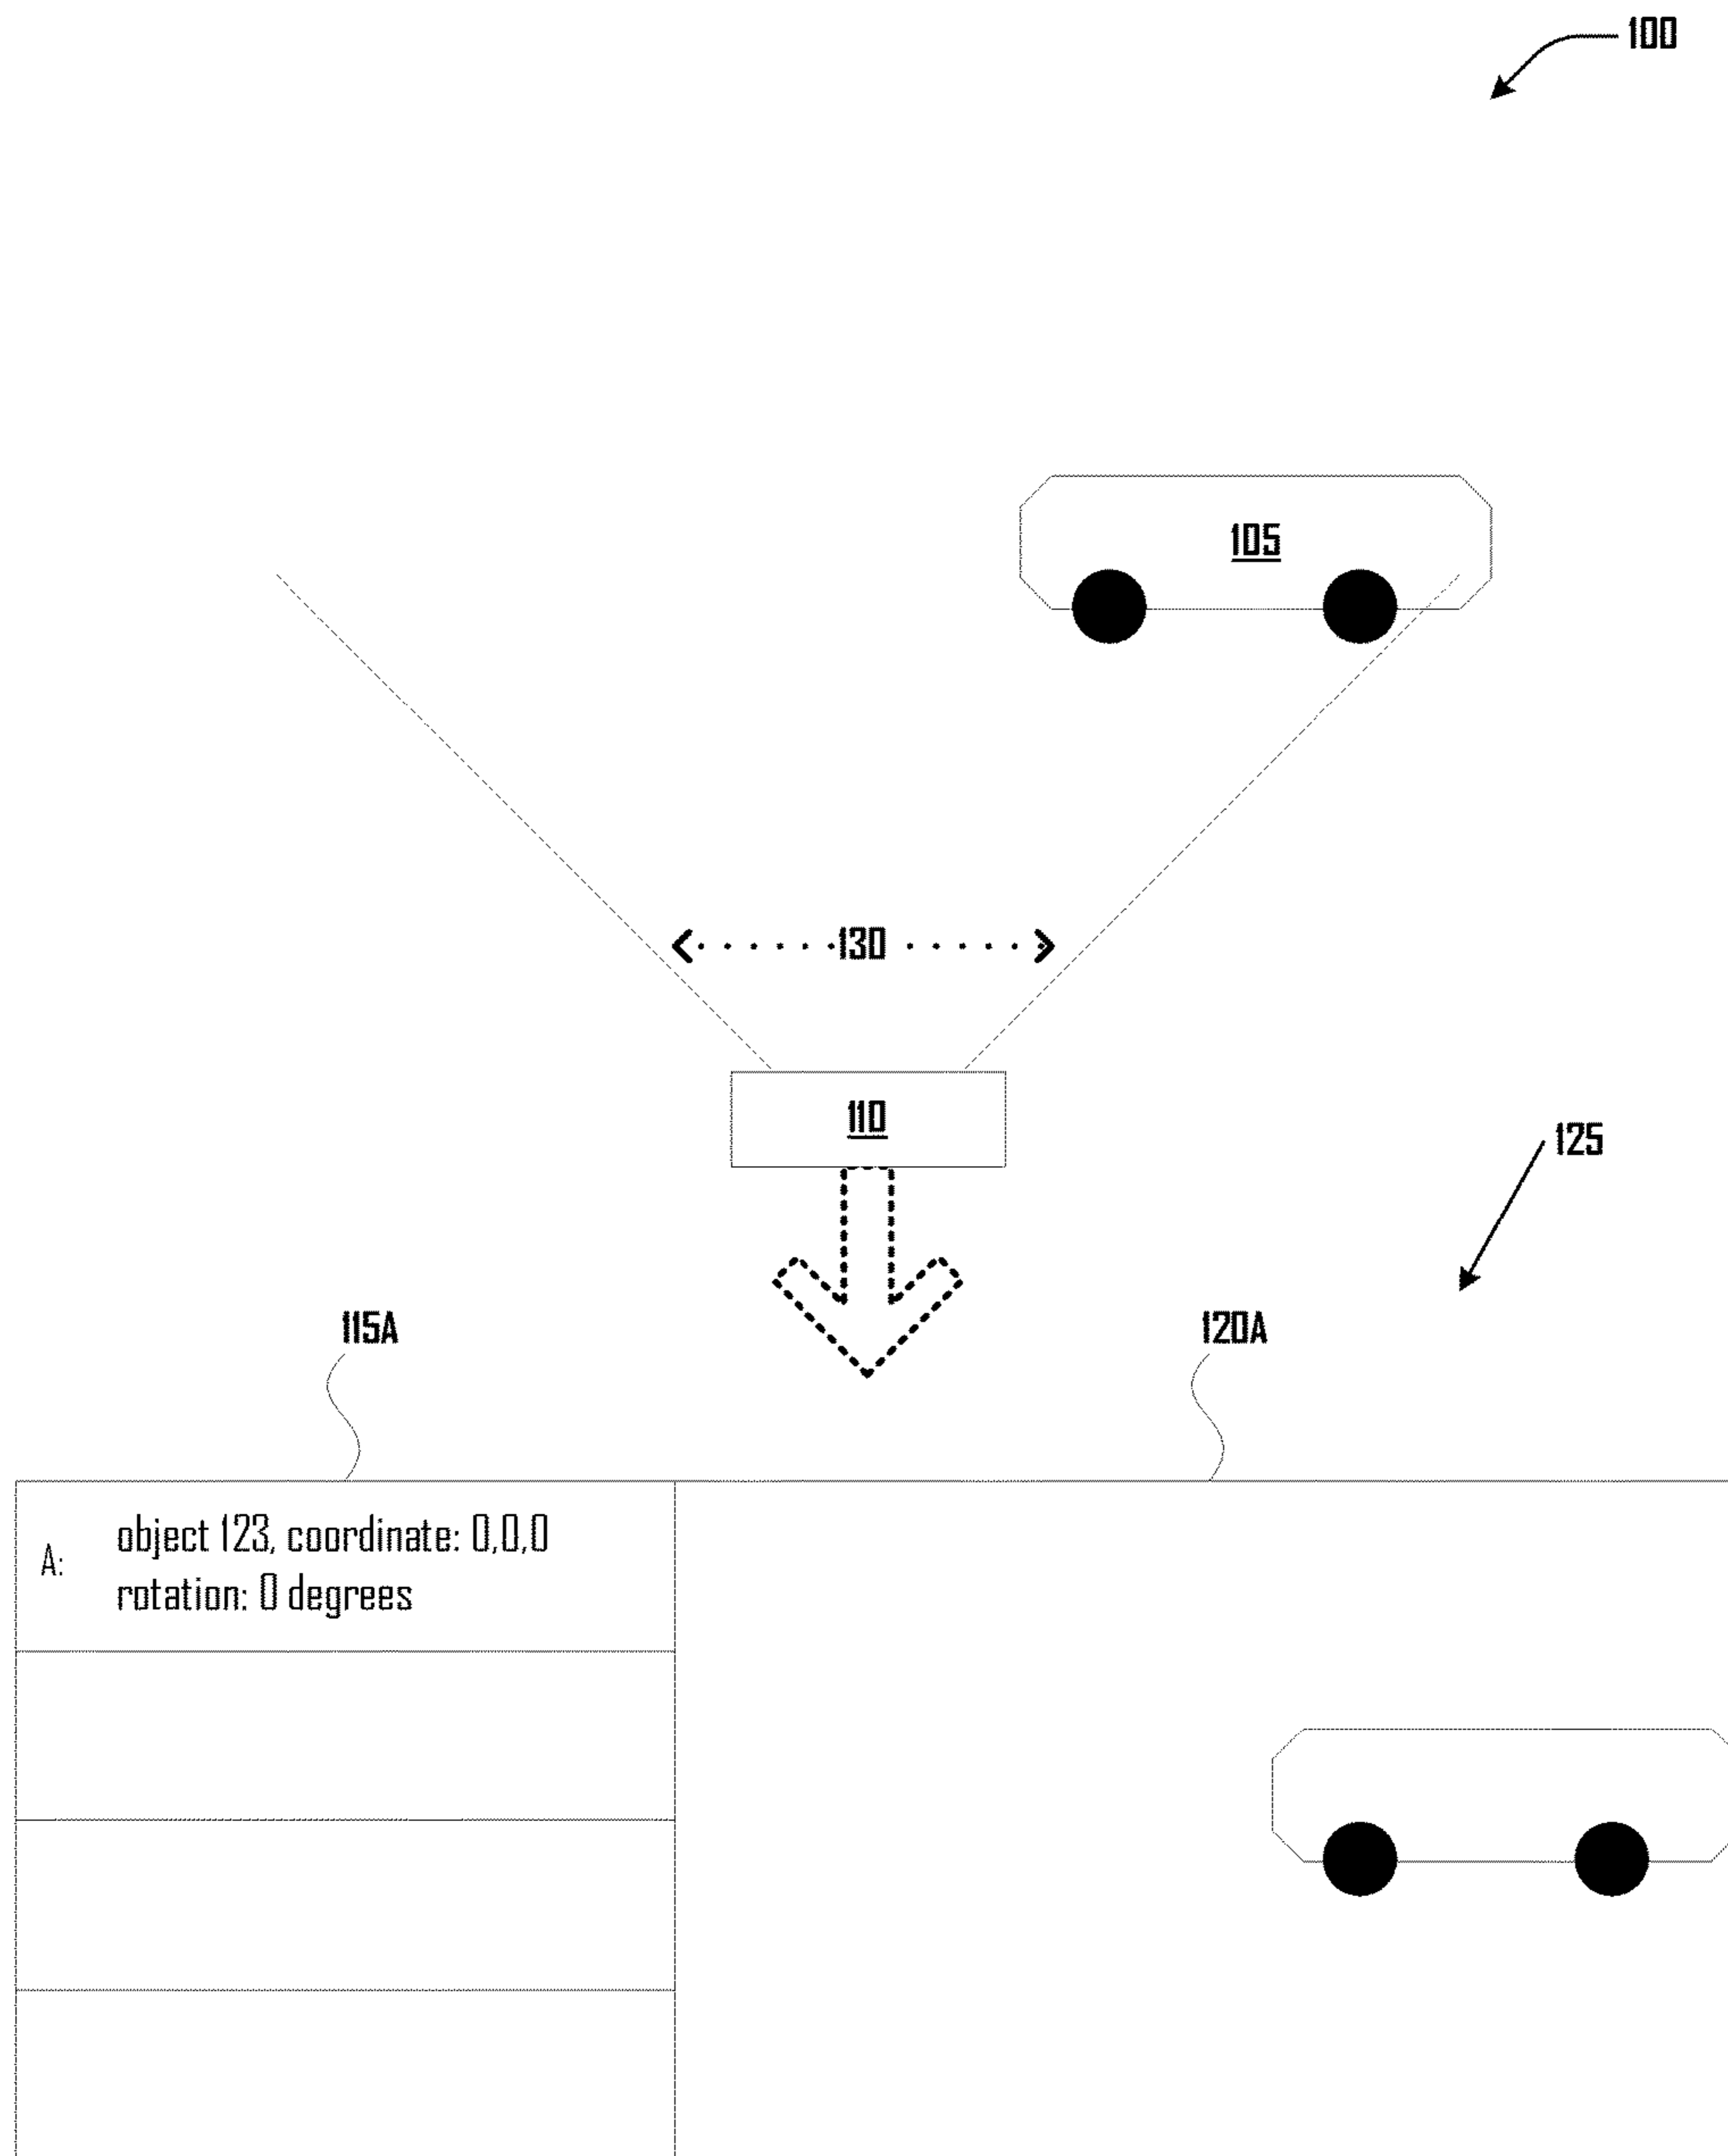 100
105
130
110
125
115A
120A
A:
object 123, coordinate: 0,0,0
rotation: 0 degrees